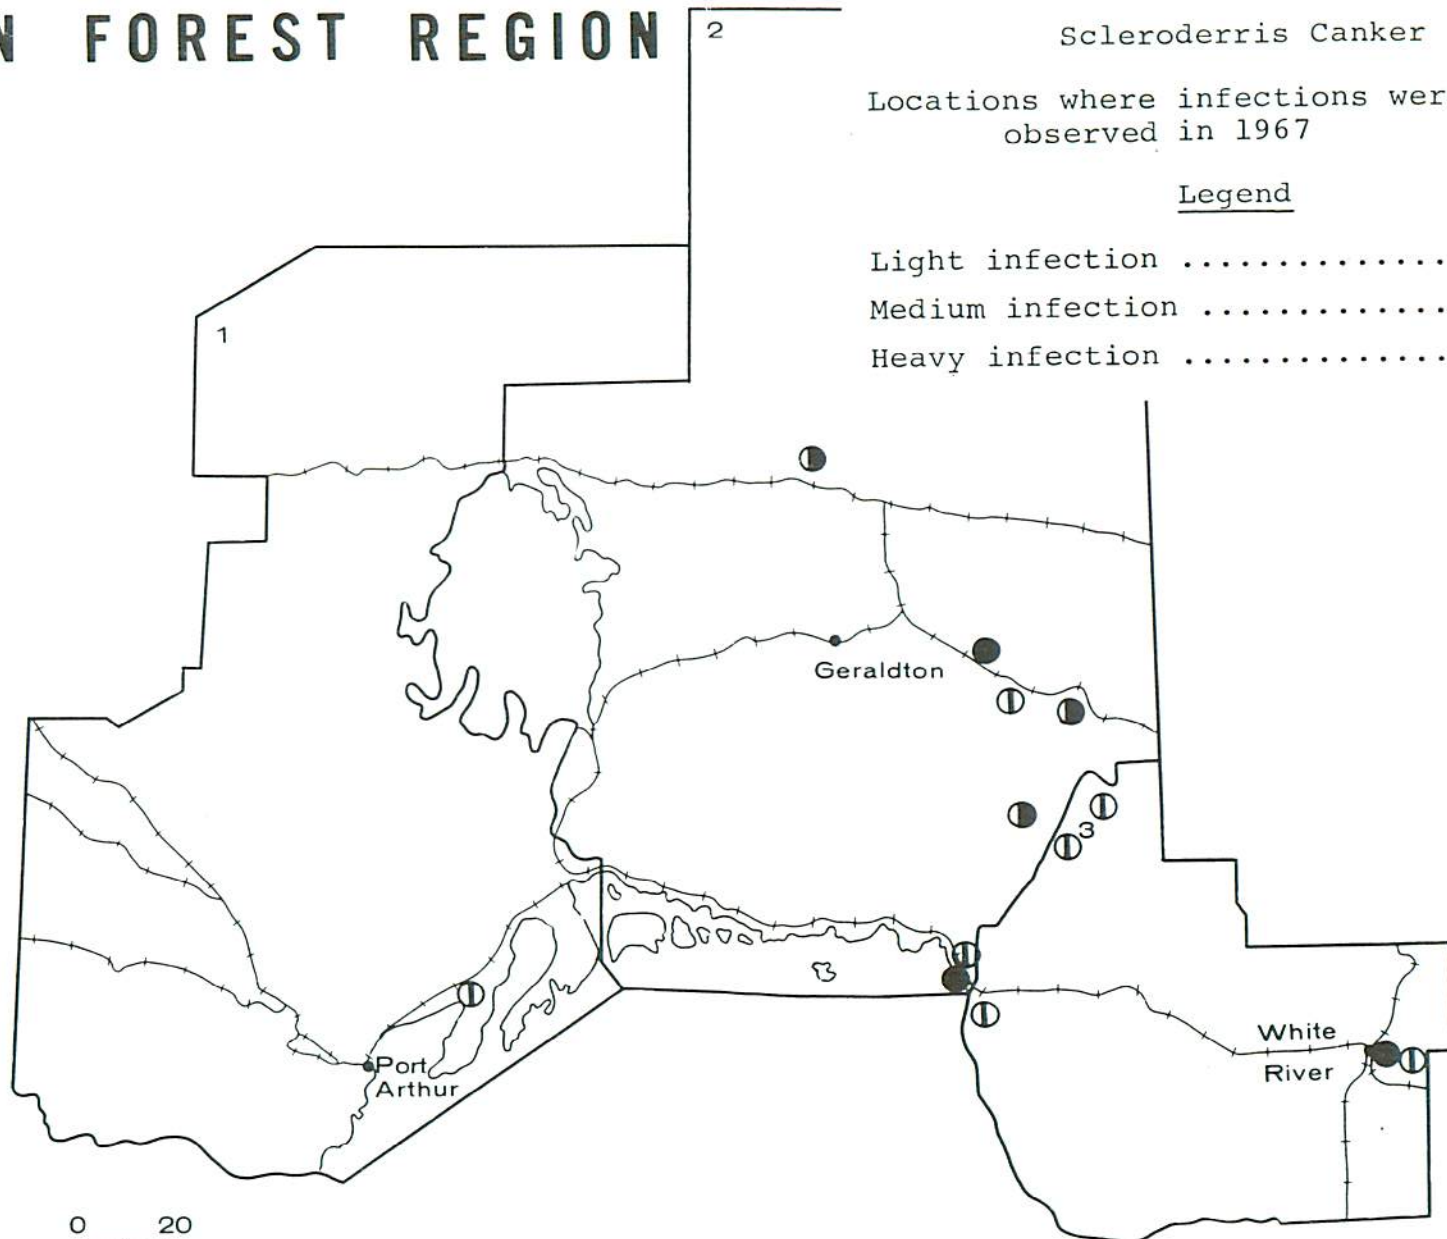 N FOREST REGION
2
Scleroderris Canker
Locations where infections wer
observed in 1967
Legend
Light infection ..............
Medium infection .............
Heavy infection ..............
1
Geraldton
3
White
River
Port
Arthur
0 20